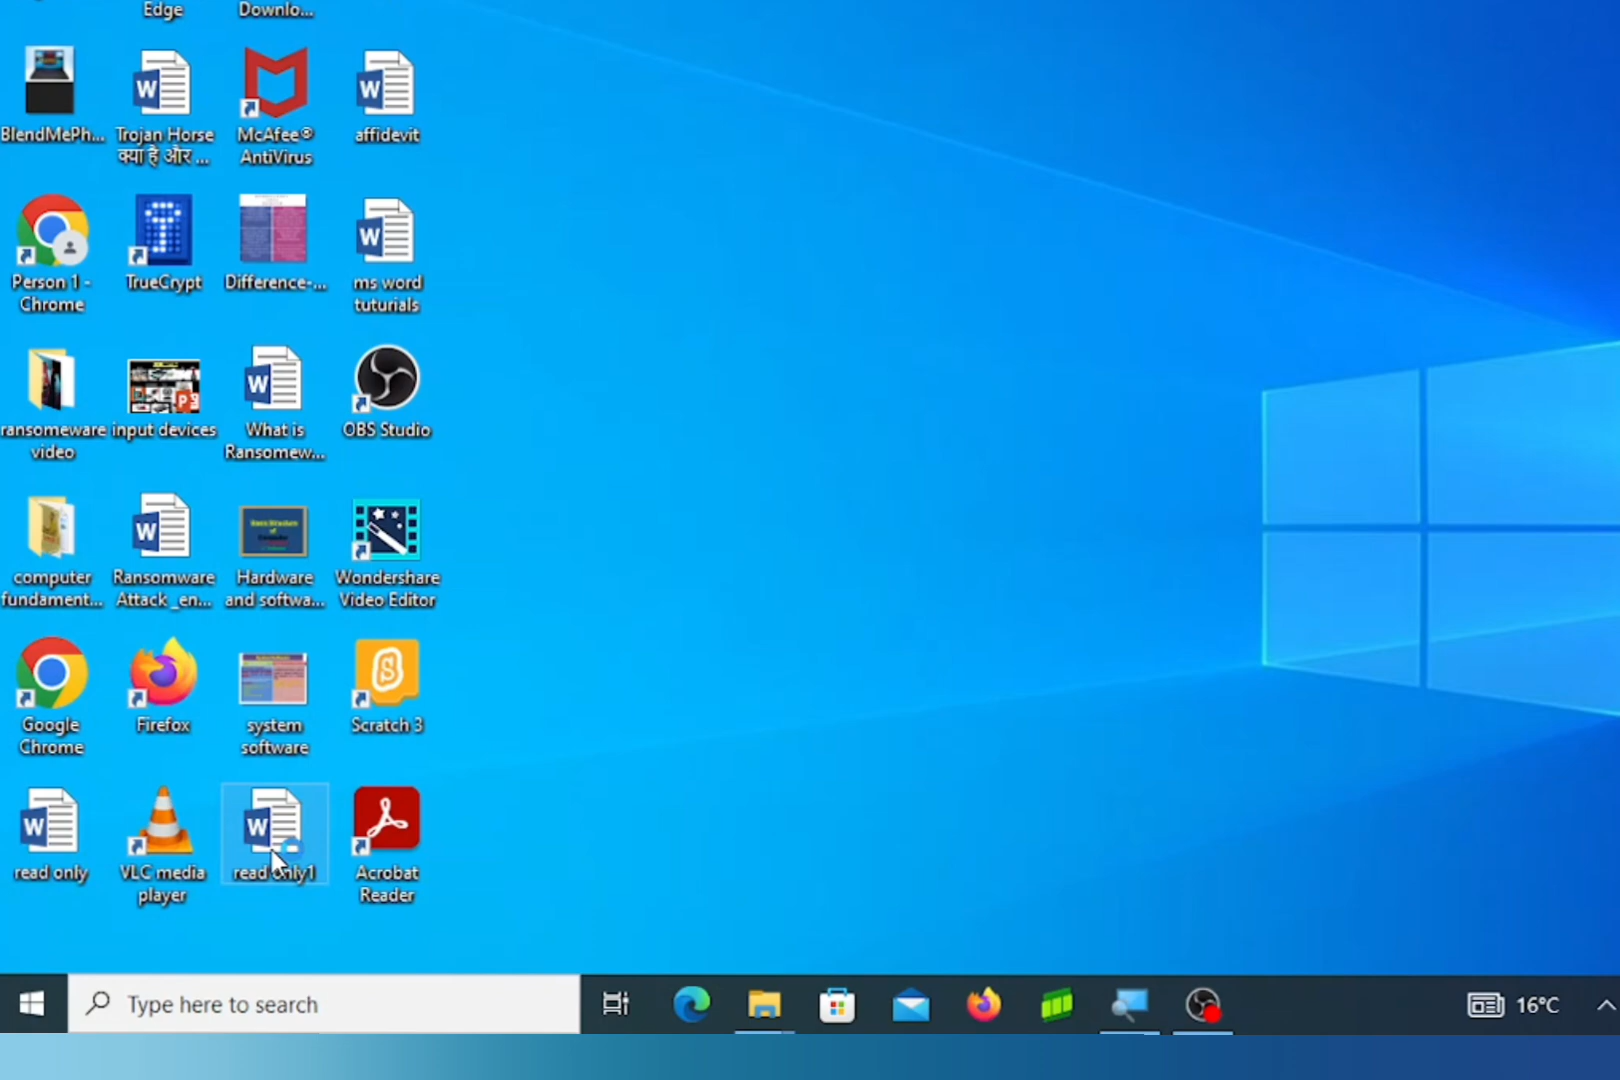 Edge
Downlo...
BlendMePh...
Trojan Horse
क्या है और ...
McAfee®
AntiVirus
affidevit
Person 1 -
Chrome
TrueCrypt
Difference-...
ms word
tuturials
ransomeware
video
input devices
What is
Ransomew...
OBS Studio
computer
fundament...
Ransomware
Attack _en...
Hardware
and softwa...
Wondershare
Video Editor
Google
Chrome
Firefox
system
software
Scratch 3
read only
VLC media
player
read only1
Acrobat
Reader
Type here to search
16°C